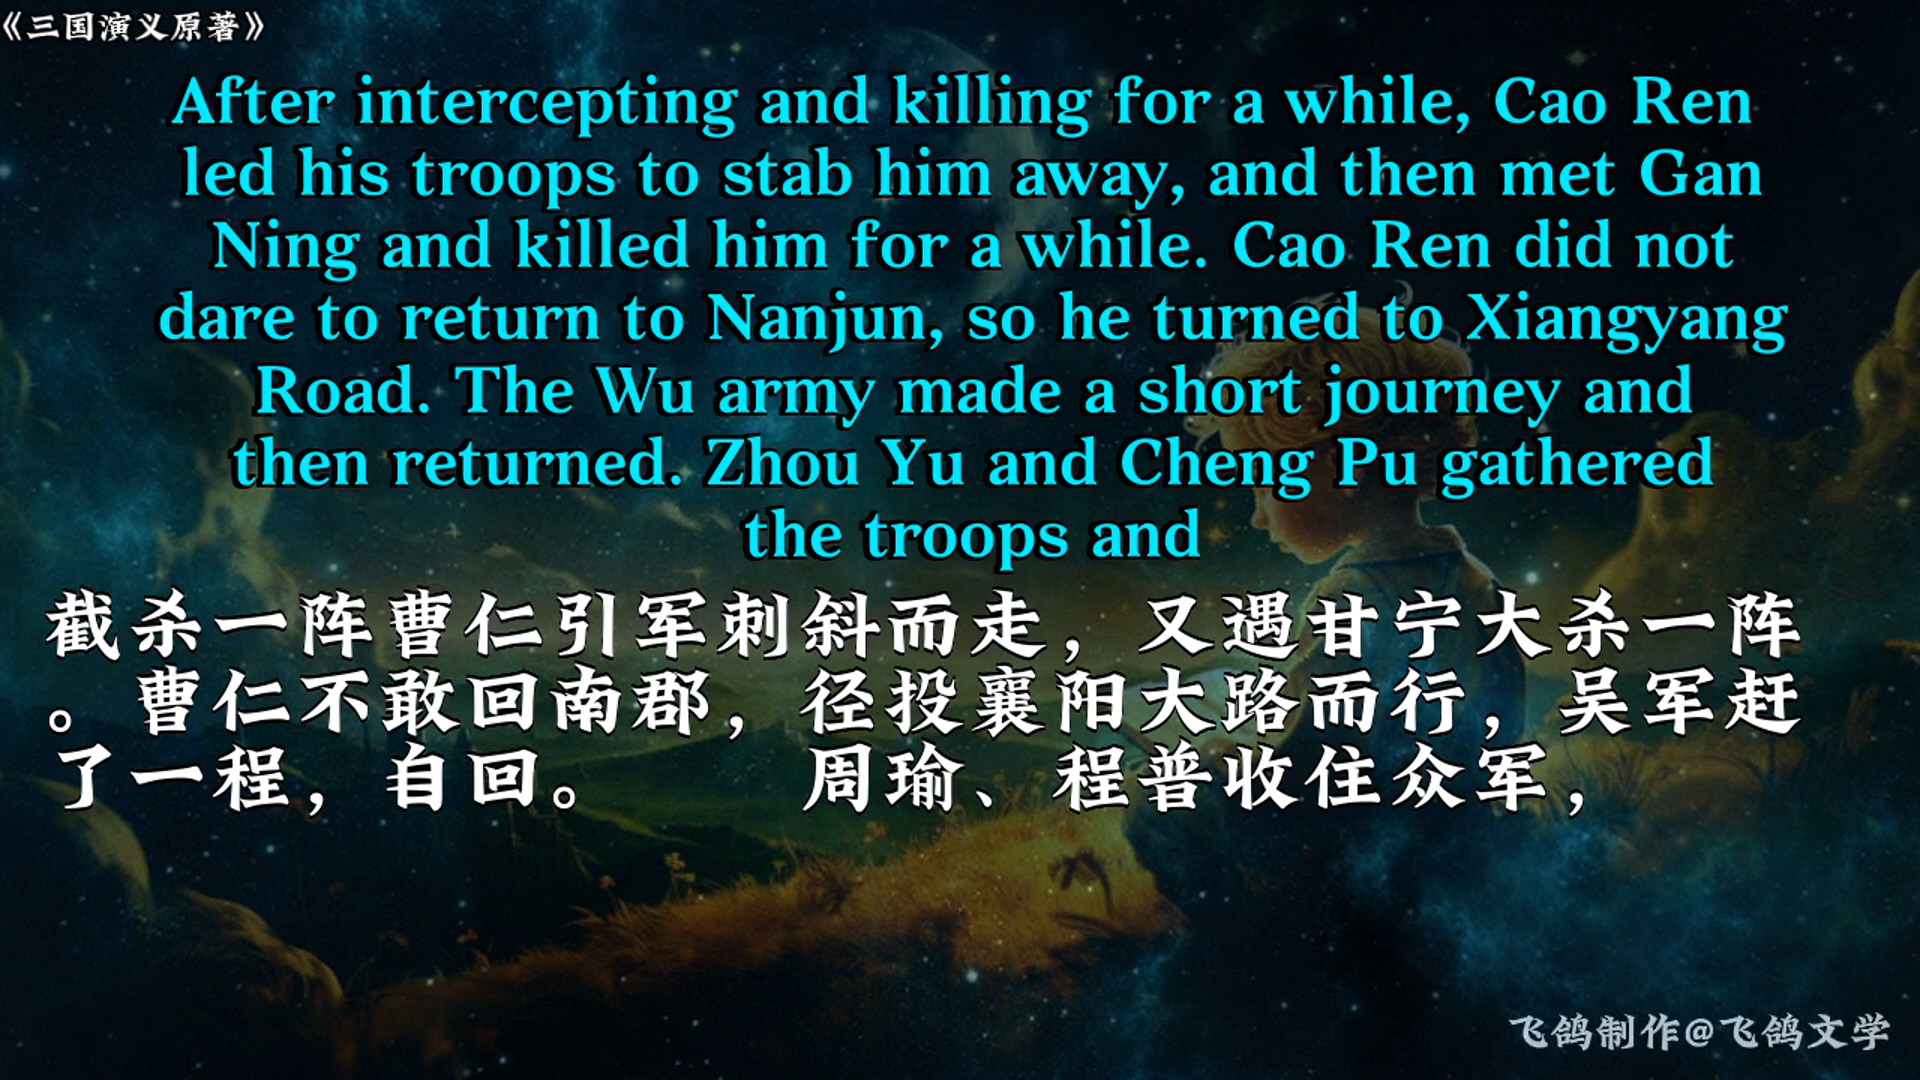 《三国演义原著》
After intercepting and killing for a while, Cao Ren
led his troops to stab him away, and then met Gan
Ning and killed him for a while. Cao Ren did not
dare to return to Nanjun, so he turned to Xiangyang
Road. The Wu army made a short journey and
then returned. Zhou Yu and Cheng Pu gathered
the troops and
截杀一阵曹仁引军刺斜而走，又遇甘宁大杀一阵
。曹仁不敢回南郡，径投襄阳大路而行，吴军赶
了一程，自回。　　周瑜、程普收住众军，
飞鸽制作@飞鸽文学